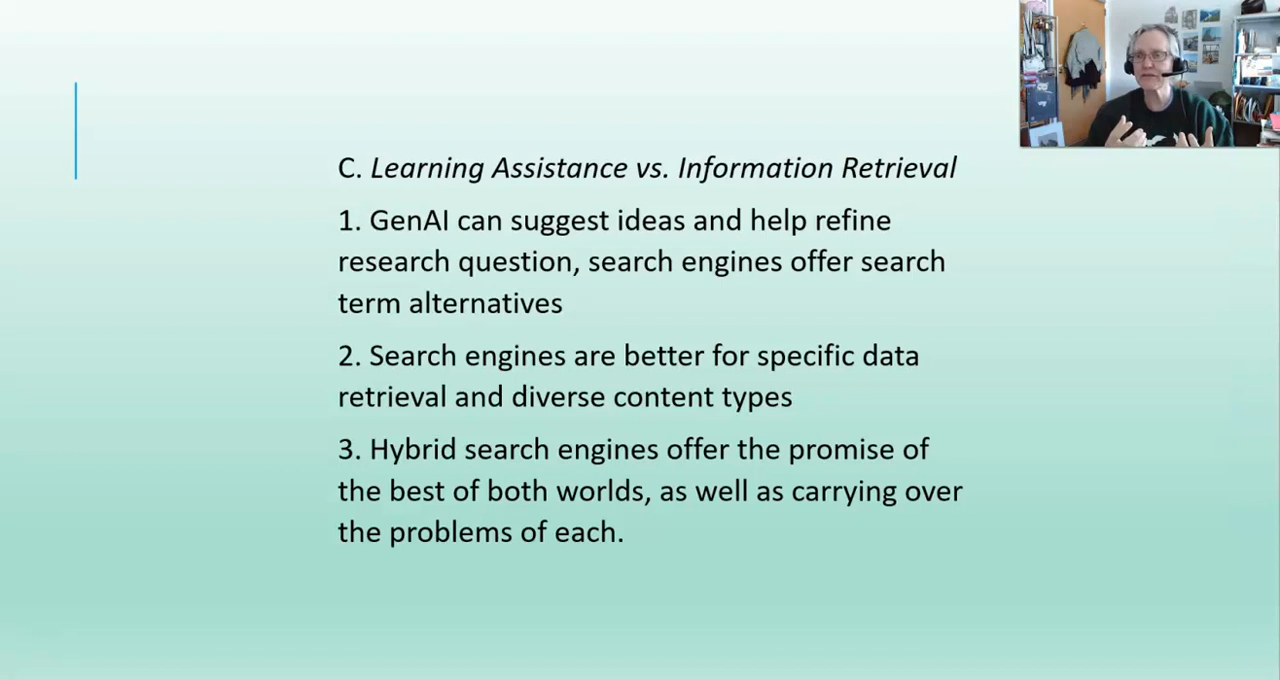 C. Learning Assistance vs. Information Retrieval
1. GenAI can suggest ideas and help refine
research question, search engines offer search
term alternatives
2. Search engines are better for specific data
retrieval and diverse content types
3. Hybrid search engines offer the promise of
the best of both worlds, as well as carrying over
the problems of each.